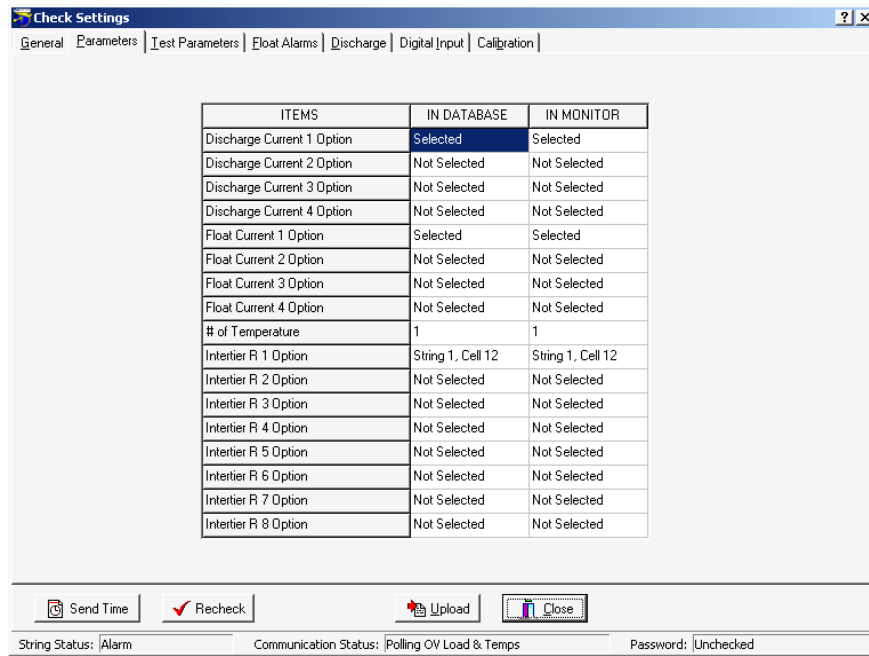 Check Settings
General Parameters Test Parameters Float Alarms Discharge Digital Input Calibration
ITEMS IN DATABASE IN MONITOR
Discharge Current 1 Option Selected Selected
Discharge Current 2 Option Not Selected Not Selected
Discharge Current 3 Option Not Selected Not Selected
Discharge Current 4 Option Not Selected Not Selected
Float Current 1 Option Selected Selected
Float Current 2 Option Not Selected Not Selected
Float Current 3 Option Not Selected Not Selected
Float Current 4 Option Not Selected Not Selected
# of Temperature 1 1
Intertier R 1 Option String 1, Cell 12 String 1, Cell 12
Intertier R 2 Option Not Selected Not Selected
Intertier R 3 Option Not Selected Not Selected
Intertier R 4 Option Not Selected Not Selected
Intertier R 5 Option Not Selected Not Selected
Intertier R 6 Option Not Selected Not Selected
Intertier R 7 Option Not Selected Not Selected
Intertier R 8 Option Not Selected Not Selected
Send Time Recheck Upload Close
String Status: Alarm Communication Status: Polling OV Load & Temps Password: Unchecked